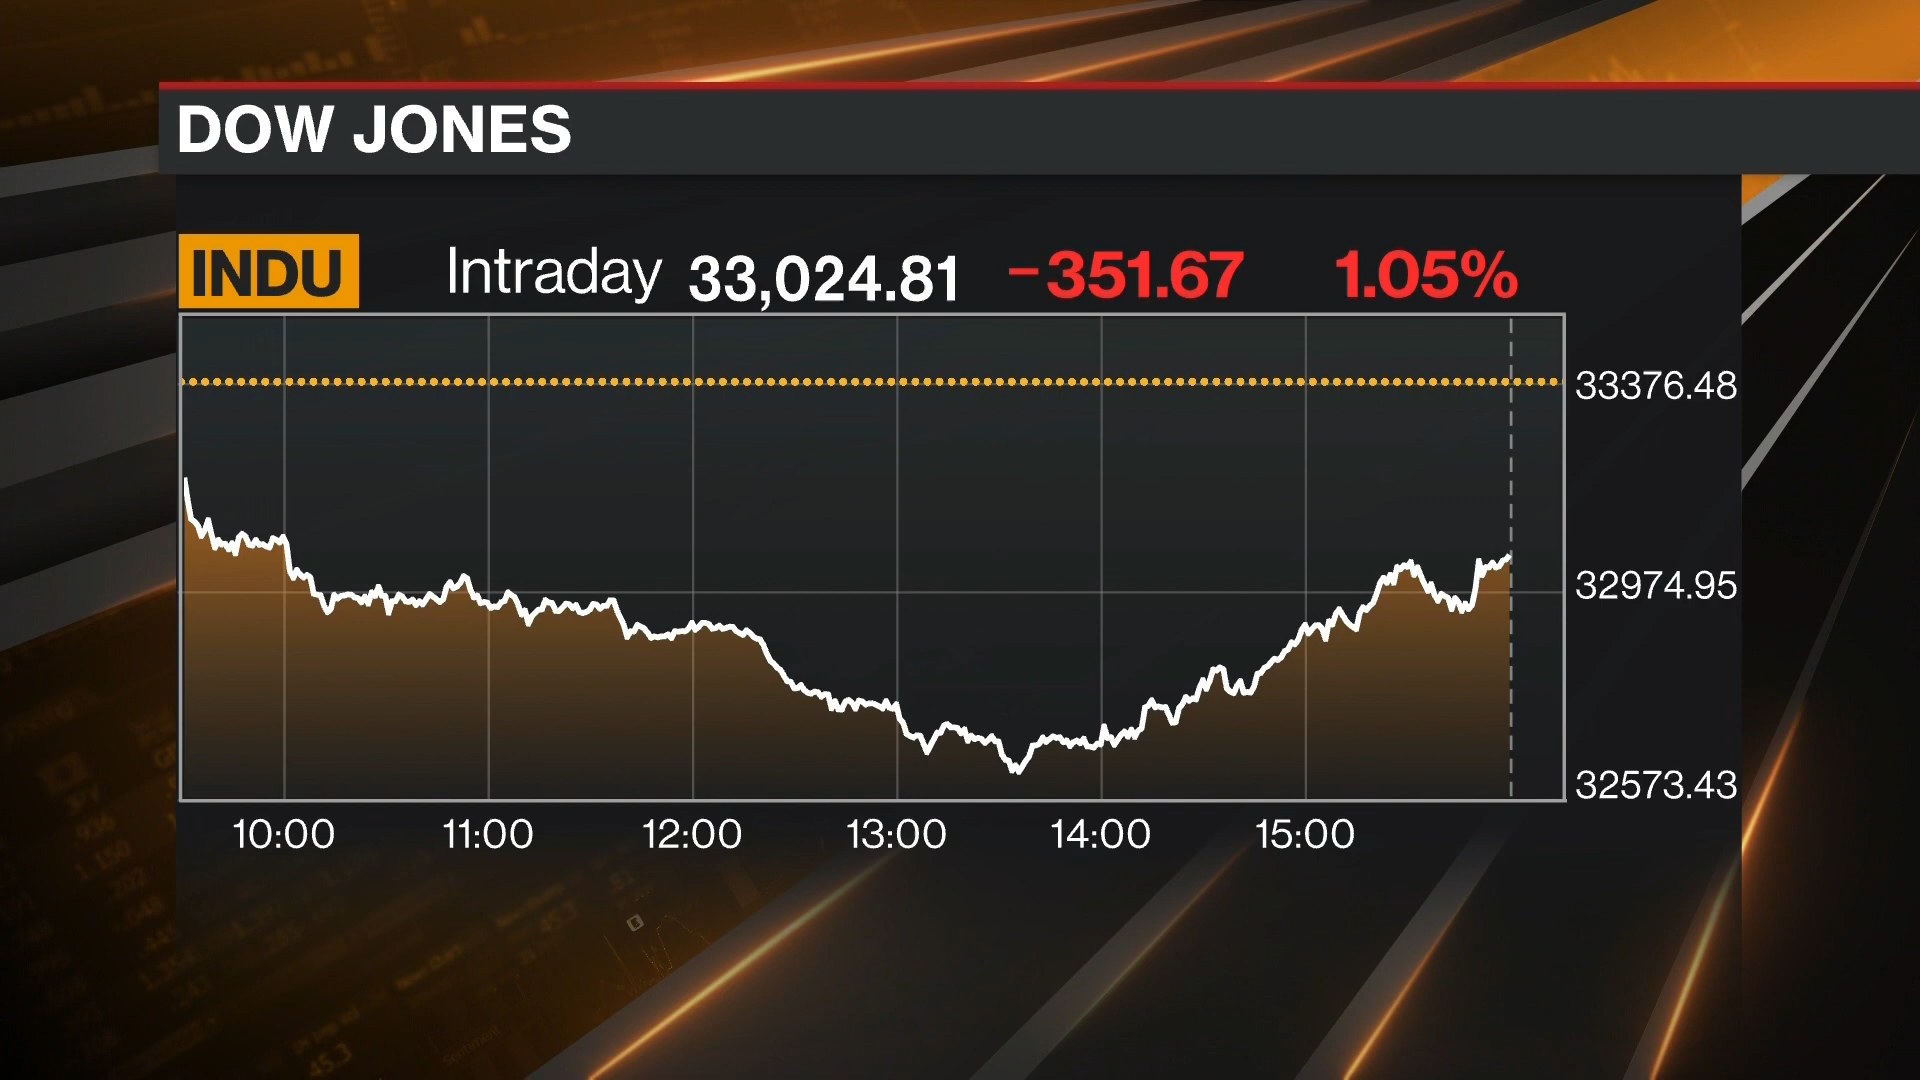 DOW JONES
INDU Intraday 33,024.81 -351.67 1.05%
33376.48
32974.95
32573.43
10:00 11:00 12:00 13:00 14:00 15:00